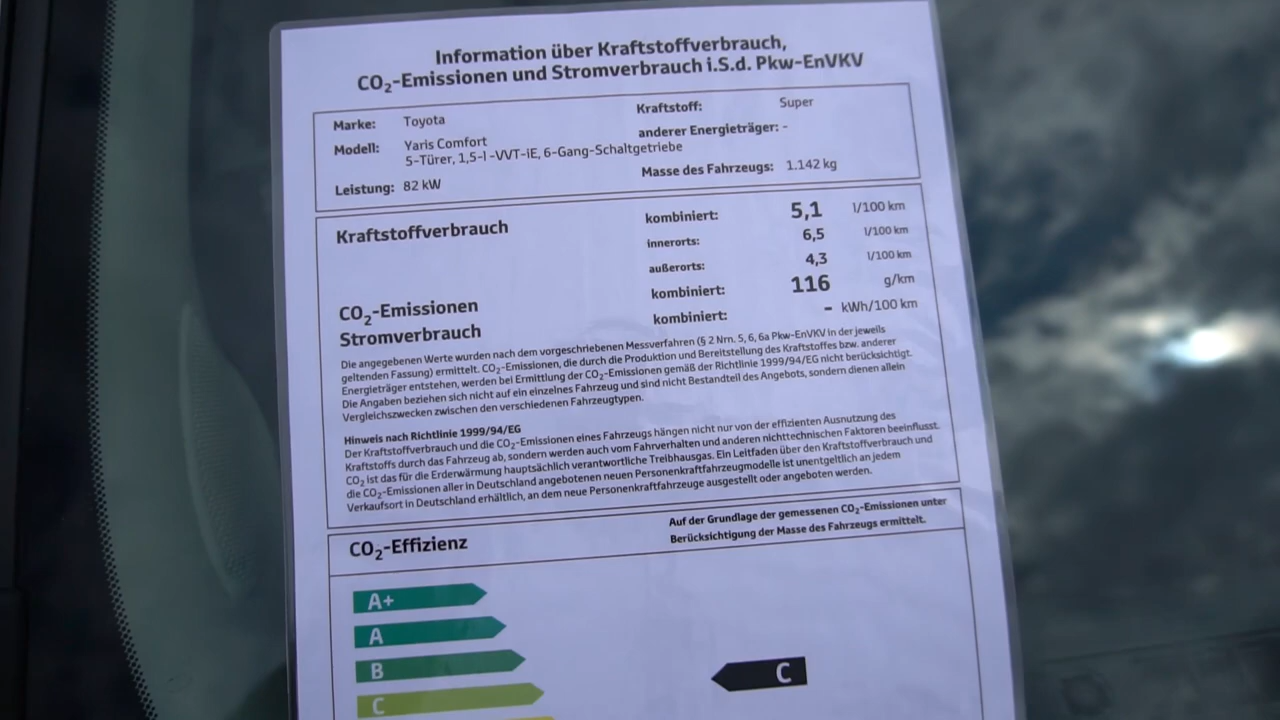 Information über Kraftstoffverbrauch,
CO₂-Emissionen und Stromverbrauch i.S.d. Pkw-EnVKV
Marke: Toyota
Kraftstoff: Super
Modell: Yaris Comfort
anderer Energieträger: -
5-Türer, 1,5-l -VVT-iE, 6-Gang-Schaltgetriebe
Leistung: 82 kW
Masse des Fahrzeugs: 1.142 kg
Kraftstoffverbrauch
kombiniert: 5,1 l/100 km
innerorts: 6,5 l/100 km
außerorts: 4,3 l/100 km
CO₂-Emissionen kombiniert: 116 g/km
Stromverbrauch kombiniert: - kWh/100 km
Die angegebenen Werte wurden nach dem vorgeschriebenen Messverfahren (§ 2 Nrn. 5, 6, 6a Pkw-EnVKV in der jeweils
geltenden Fassung) ermittelt. CO₂-Emissionen, die durch die Produktion und Bereitstellung des Kraftstoffes bzw. anderer
Energieträger entstehen, werden bei Ermittlung der CO₂-Emissionen gemäß der Richtlinie 1999/94/EG nicht berücksichtigt.
Die Angaben beziehen sich nicht auf ein einzelnes Fahrzeug und sind nicht Bestandteil des Angebots, sondern dienen allein
Vergleichszwecken zwischen den verschiedenen Fahrzeugtypen.
Hinweis nach Richtlinie 1999/94/EG
Der Kraftstoffverbrauch und die CO₂-Emissionen eines Fahrzeugs hängen nicht nur von der effizienten Ausnutzung des
Kraftstoffs durch das Fahrzeug ab, sondern werden auch vom Fahrverhalten und anderen nichttechnischen Faktoren beeinflusst.
CO₂ ist das für die Erderwärmung hauptsächlich verantwortliche Treibhausgas. Ein Leitfaden über den Kraftstoffverbrauch und
die CO₂-Emissionen aller in Deutschland angebotenen neuen Personenkraftfahrzeugmodelle ist unentgeltlich an jedem
Verkaufsort in Deutschland erhältlich, an dem neue Personenkraftfahrzeuge ausgestellt oder angeboten werden.
CO₂-Effizienz
Auf der Grundlage der gemessenen CO₂-Emissionen unter
Berücksichtigung der Masse des Fahrzeugs ermittelt.
A+
A
B
C
C